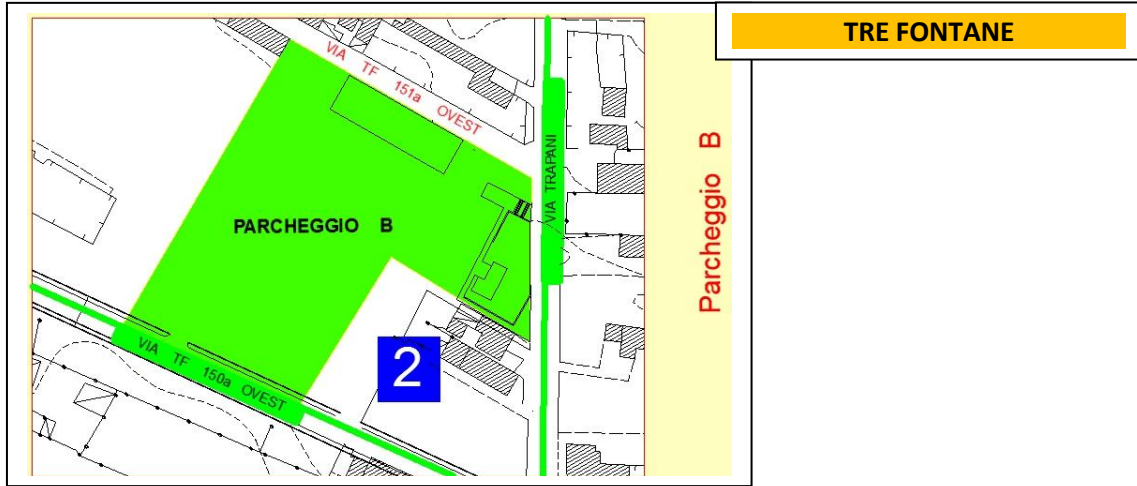 TRE FONTANE
VIA TF 151a OVEST
VIA TRAPANI
PARCHEGGIO B
Parcheggio B
VIA TF 150a OVEST
2